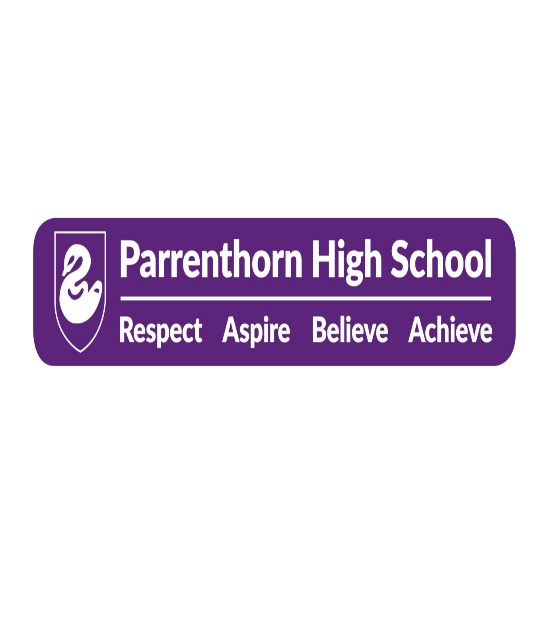 Parrenthorn High School
Respect Aspire Believe Achieve